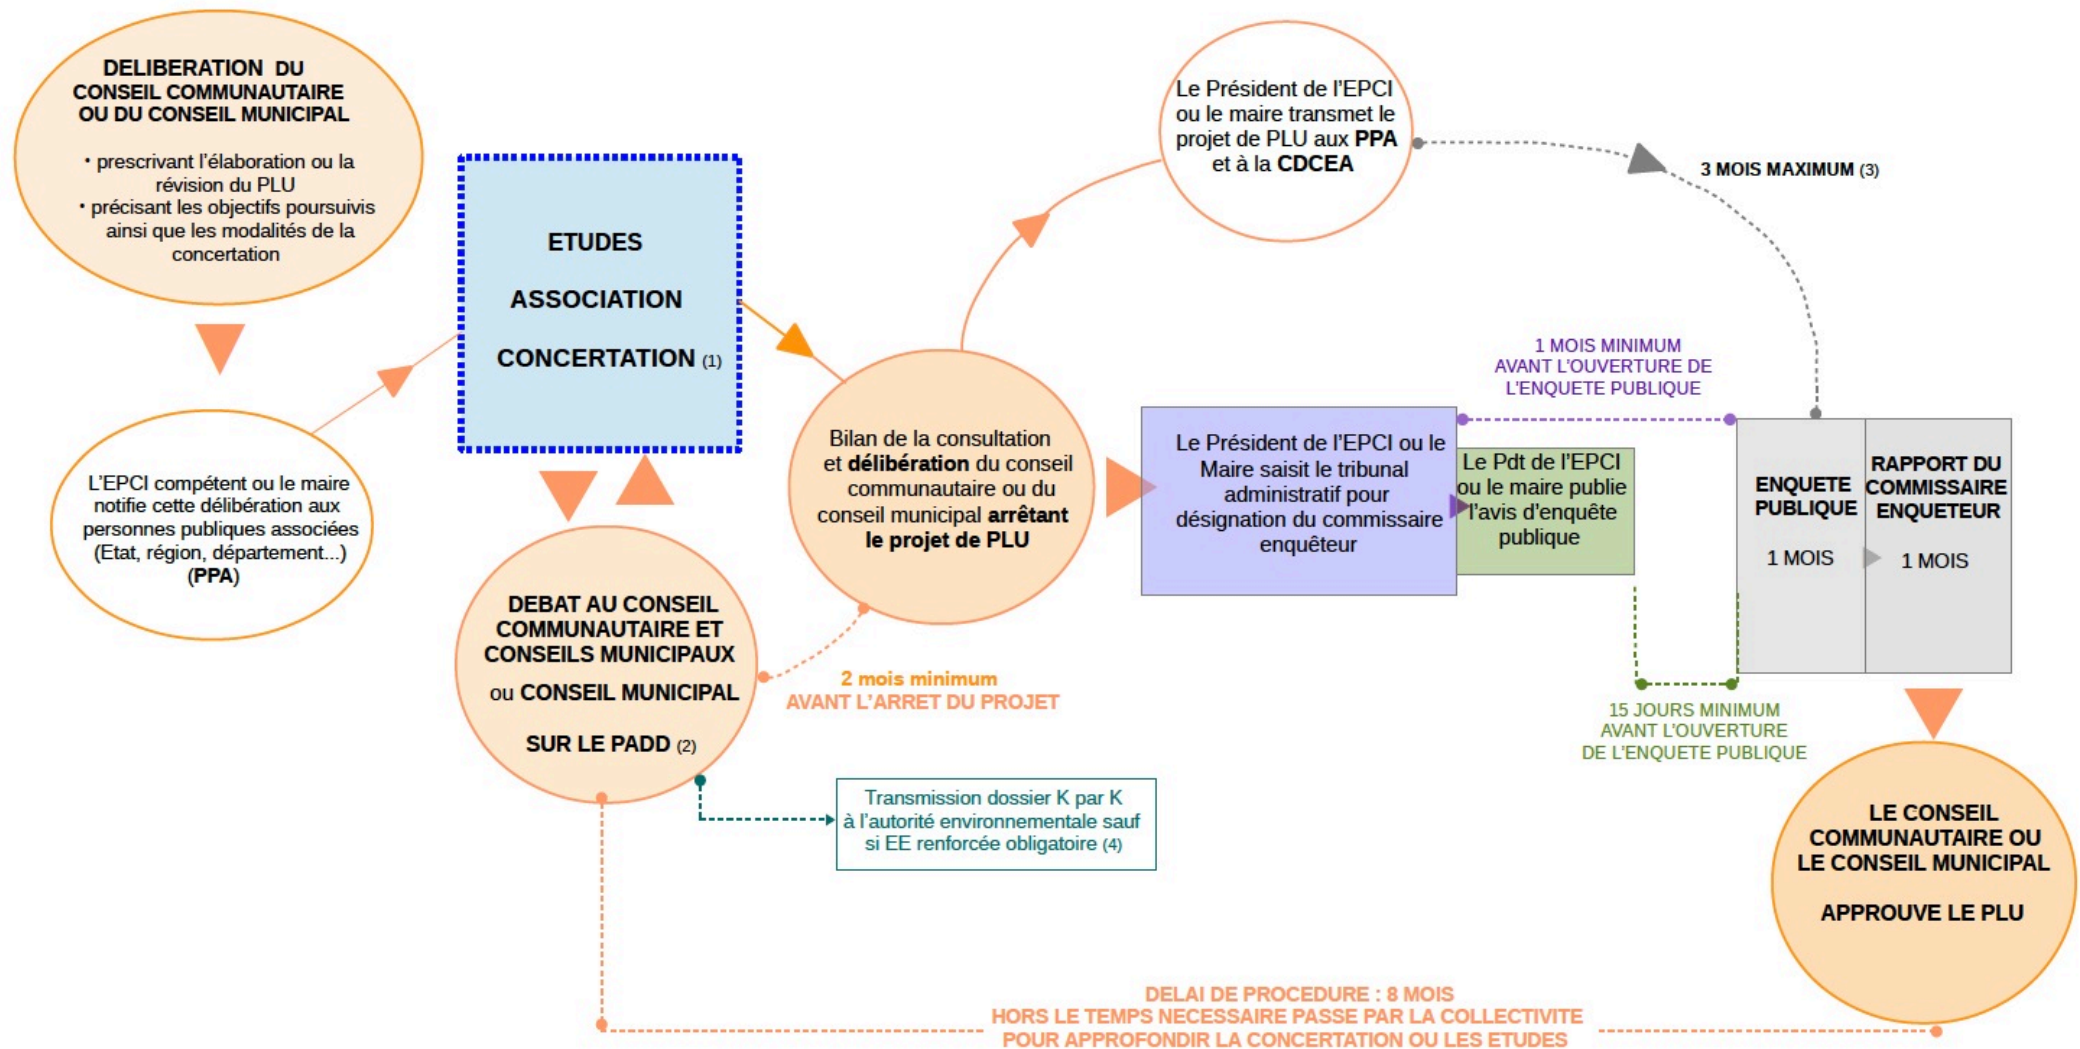 DELIBERATION DU
CONSEIL COMMUNAUTAIRE
OU DU CONSEIL MUNICIPAL
• prescrivant l'élaboration ou la
révision du PLU
• précisant les objectifs poursuivis
ainsi que les modalités de la
concertation
L'EPCI compétent ou le maire
notifie cette délibération aux
personnes publiques associées
(Etat, région, département...)
(PPA)
ETUDES
ASSOCIATION
CONCERTATION (1)
DEBAT AU CONSEIL
COMMUNAUTAIRE ET
CONSEILS MUNICIPAUX
ou CONSEIL MUNICIPAL
SUR LE PADD (2)
Bilan de la consultation
et délibération du conseil
communautaire ou du
conseil municipal arrêtant
le projet de PLU
2 mois minimum
AVANT L'ARRET DU PROJET
Transmission dossier K par K
à l'autorité environnementale sauf
si EE renforcée obligatoire (4)
Le Président de l'EPCI
ou le maire transmet le
projet de PLU aux PPA
et à la CDCEA
3 MOIS MAXIMUM (3)
Le Président de l'EPCI ou le
Maire saisit le tribunal
administratif pour
désignation du commissaire
enquêteur
1 MOIS MINIMUM
AVANT L'OUVERTURE DE
L'ENQUETE PUBLIQUE
Le Pdt de l'EPCI
ou le maire publie
l'avis d'enquête
publique
15 JOURS MINIMUM
AVANT L'OUVERTURE
DE L'ENQUETE PUBLIQUE
ENQUETE
PUBLIQUE
1 MOIS
RAPPORT DU
COMMISSAIRE
ENQUETEUR
1 MOIS
LE CONSEIL
COMMUNAUTAIRE OU
LE CONSEIL MUNICIPAL
APPROUVE LE PLU
DELAI DE PROCEDURE : 8 MOIS
HORS LE TEMPS NECESSAIRE PASSE PAR LA COLLECTIVITE
POUR APPROFONDIR LA CONCERTATION OU LES ETUDES